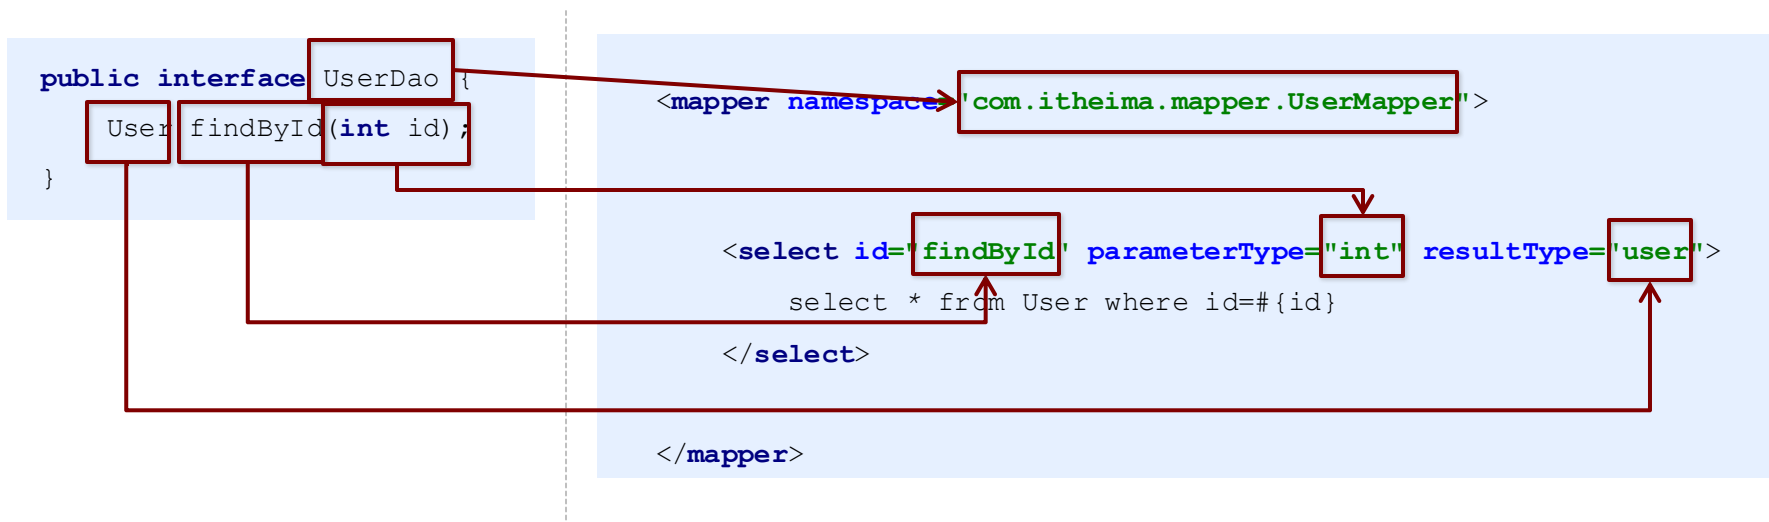 public interface UserDao {
User findById(int id);
}
<mapper namespace="com.itheima.mapper.UserMapper">
<select id="findById" parameterType="int" resultType="user">
select * from User where id=#{id}
</select>
</mapper>